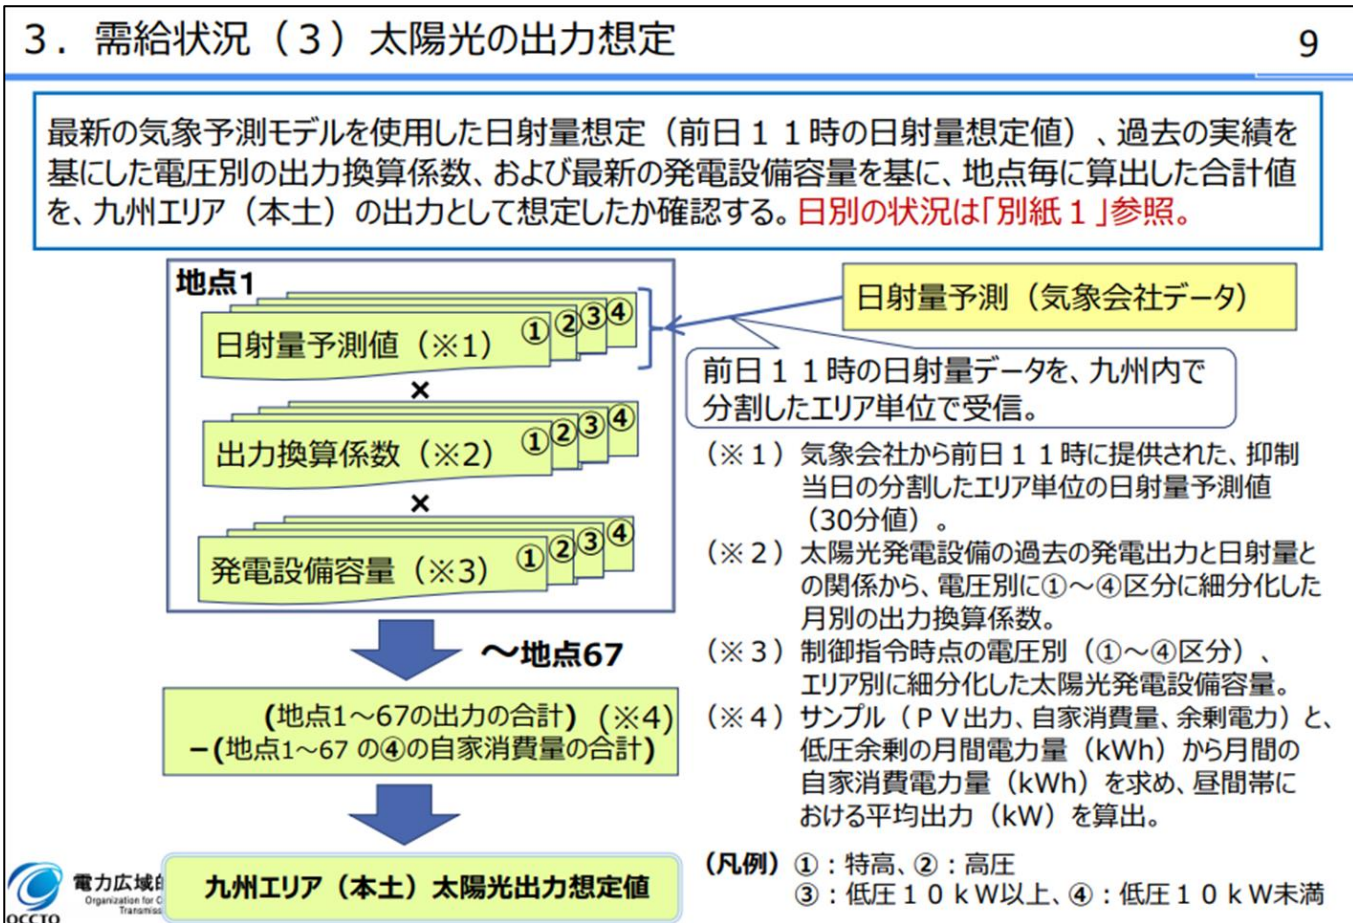 3．需給状況（3）太陽光の出力想定
9
最新の気象予測モデルを使用した日射量想定（前日１１時の日射量想定値）、過去の実績を
基にした電圧別の出力換算係数、および最新の発電設備容量を基に、地点毎に算出した合計値
を、九州エリア（本土）の出力として想定したか確認する。日別の状況は「別紙１」参照。
地点1
日射量予測値（※1） ① ② ③ ④
×
出力換算係数（※2） ① ② ③ ④
×
発電設備容量（※3） ① ② ③ ④
～地点67
（地点1～67の出力の合計）（※4）
－（地点1～67 の④の自家消費量の合計）
九州エリア（本土）太陽光出力想定値
日射量予測（気象会社データ）
前日１１時の日射量データを、九州内で
分割したエリア単位で受信。
（※１）気象会社から前日１１時に提供された、抑制
当日の分割したエリア単位の日射量予測値
（30分値）。
（※２）太陽光発電設備の過去の発電出力と日射量と
の関係から、電圧別に①～④区分に細分化した
月別の出力換算係数。
（※３）制御指令時点の電圧別（①～④区分）、
エリア別に細分化した太陽光発電設備容量。
（※４）サンプル（ＰＶ出力、自家消費量、余剰電力）と、
低圧余剰の月間電力量（kWh）から月間の
自家消費電力量（kWh）を求め、昼間帯に
おける平均出力（kW）を算出。
（凡例）①：特高、②：高圧
③：低圧１０ｋＷ以上、④：低圧１０ｋＷ未満
電力広域的
Organization for C
Transmiss
OCCTO